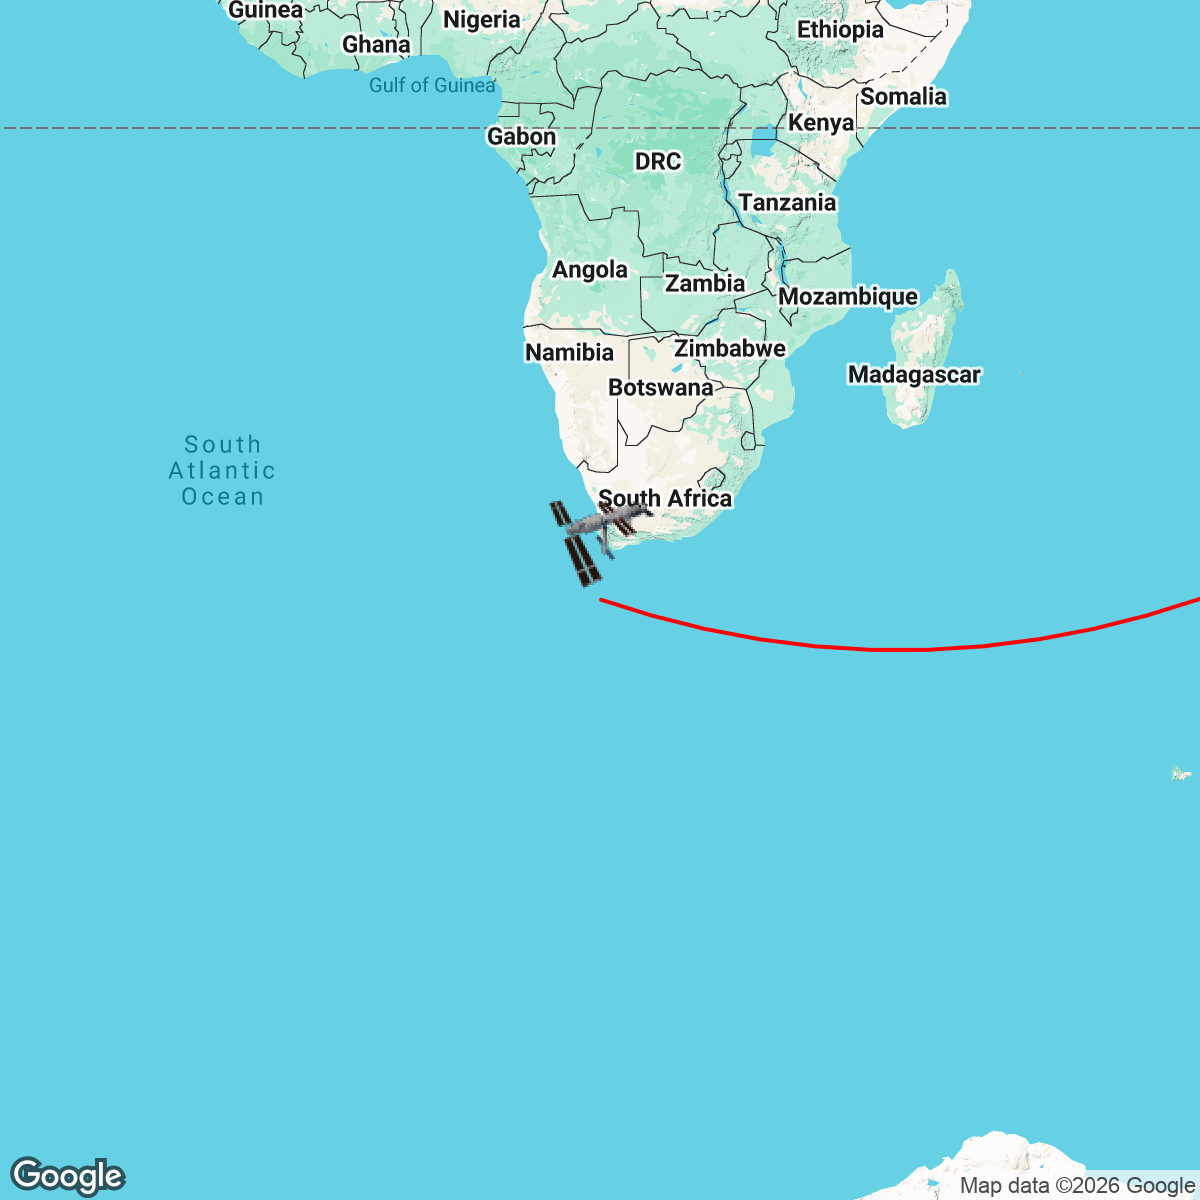 Guinea
Nigeria
Ghana
Ethiopia
Gulf of Guinea
Somalia
Kenya
Gabon
DRC
Tanzania
Angola
Zambia
Mozambique
Namibia
Zimbabwe
Madagascar
Botswana
South
Atlantic
Ocean
South Africa
Google
Map data ©2026 Google